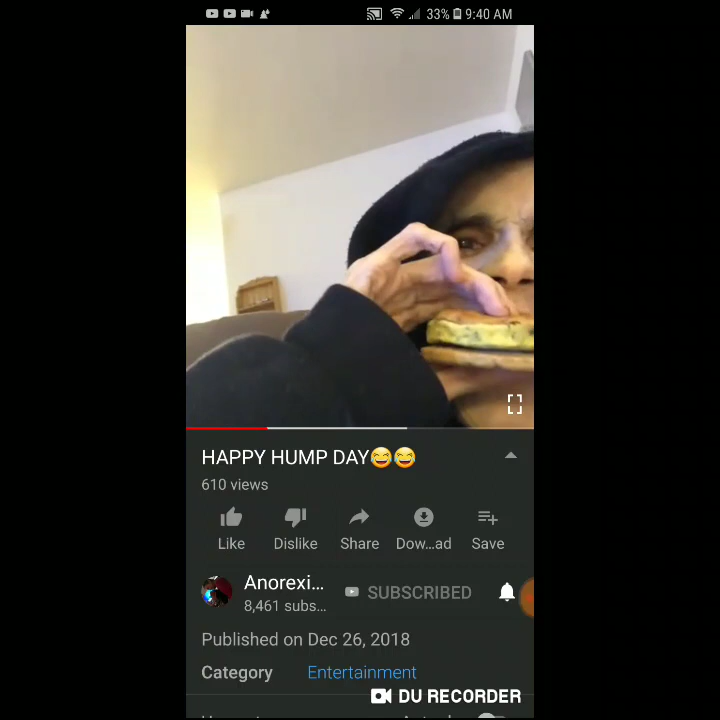 33% 9:40 AM
HAPPY HUMP DAY😂😂
610 views
Like Dislike Share Dow...ad Save
Anorexi...
SUBSCRIBED
8,461 subs...
Published on Dec 26, 2018
Category Entertainment
DU RECORDER